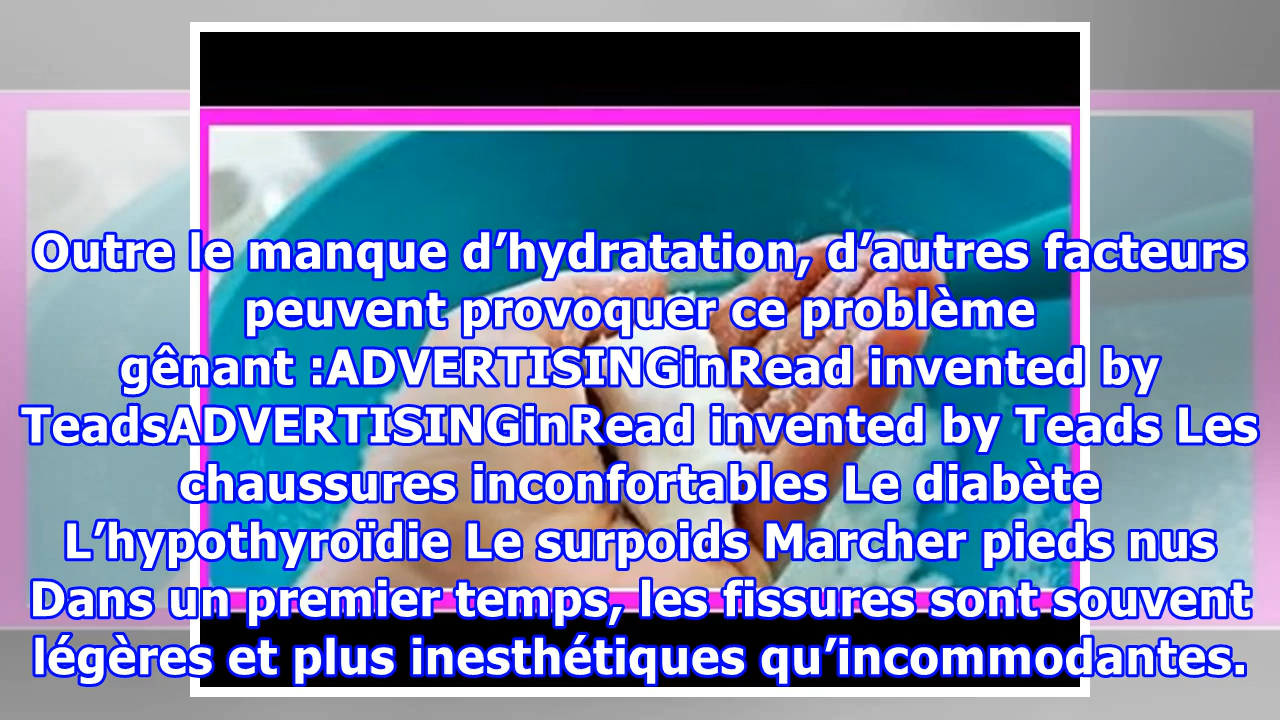 Outre le manque d’hydratation, d’autres facteurs
peuvent provoquer ce problème
gênant :ADVERTISINGinRead invented by
TeadsADVERTISINGinRead invented by Teads Les
chaussures inconfortables Le diabète
L’hypothyroïdie Le surpoids Marcher pieds nus
Dans un premier temps, les fissures sont souvent
légères et plus inesthétiques qu’incommodantes.